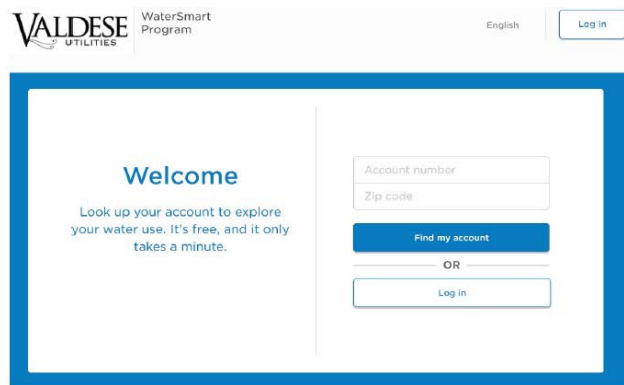 VALDESE
UTILITIES
WaterSmart
Program
English
Log in
Welcome
Look up your account to explore
your water use. It's free, and it only
takes a minute.
Account number
Zip code
Find my account
OR
Log in